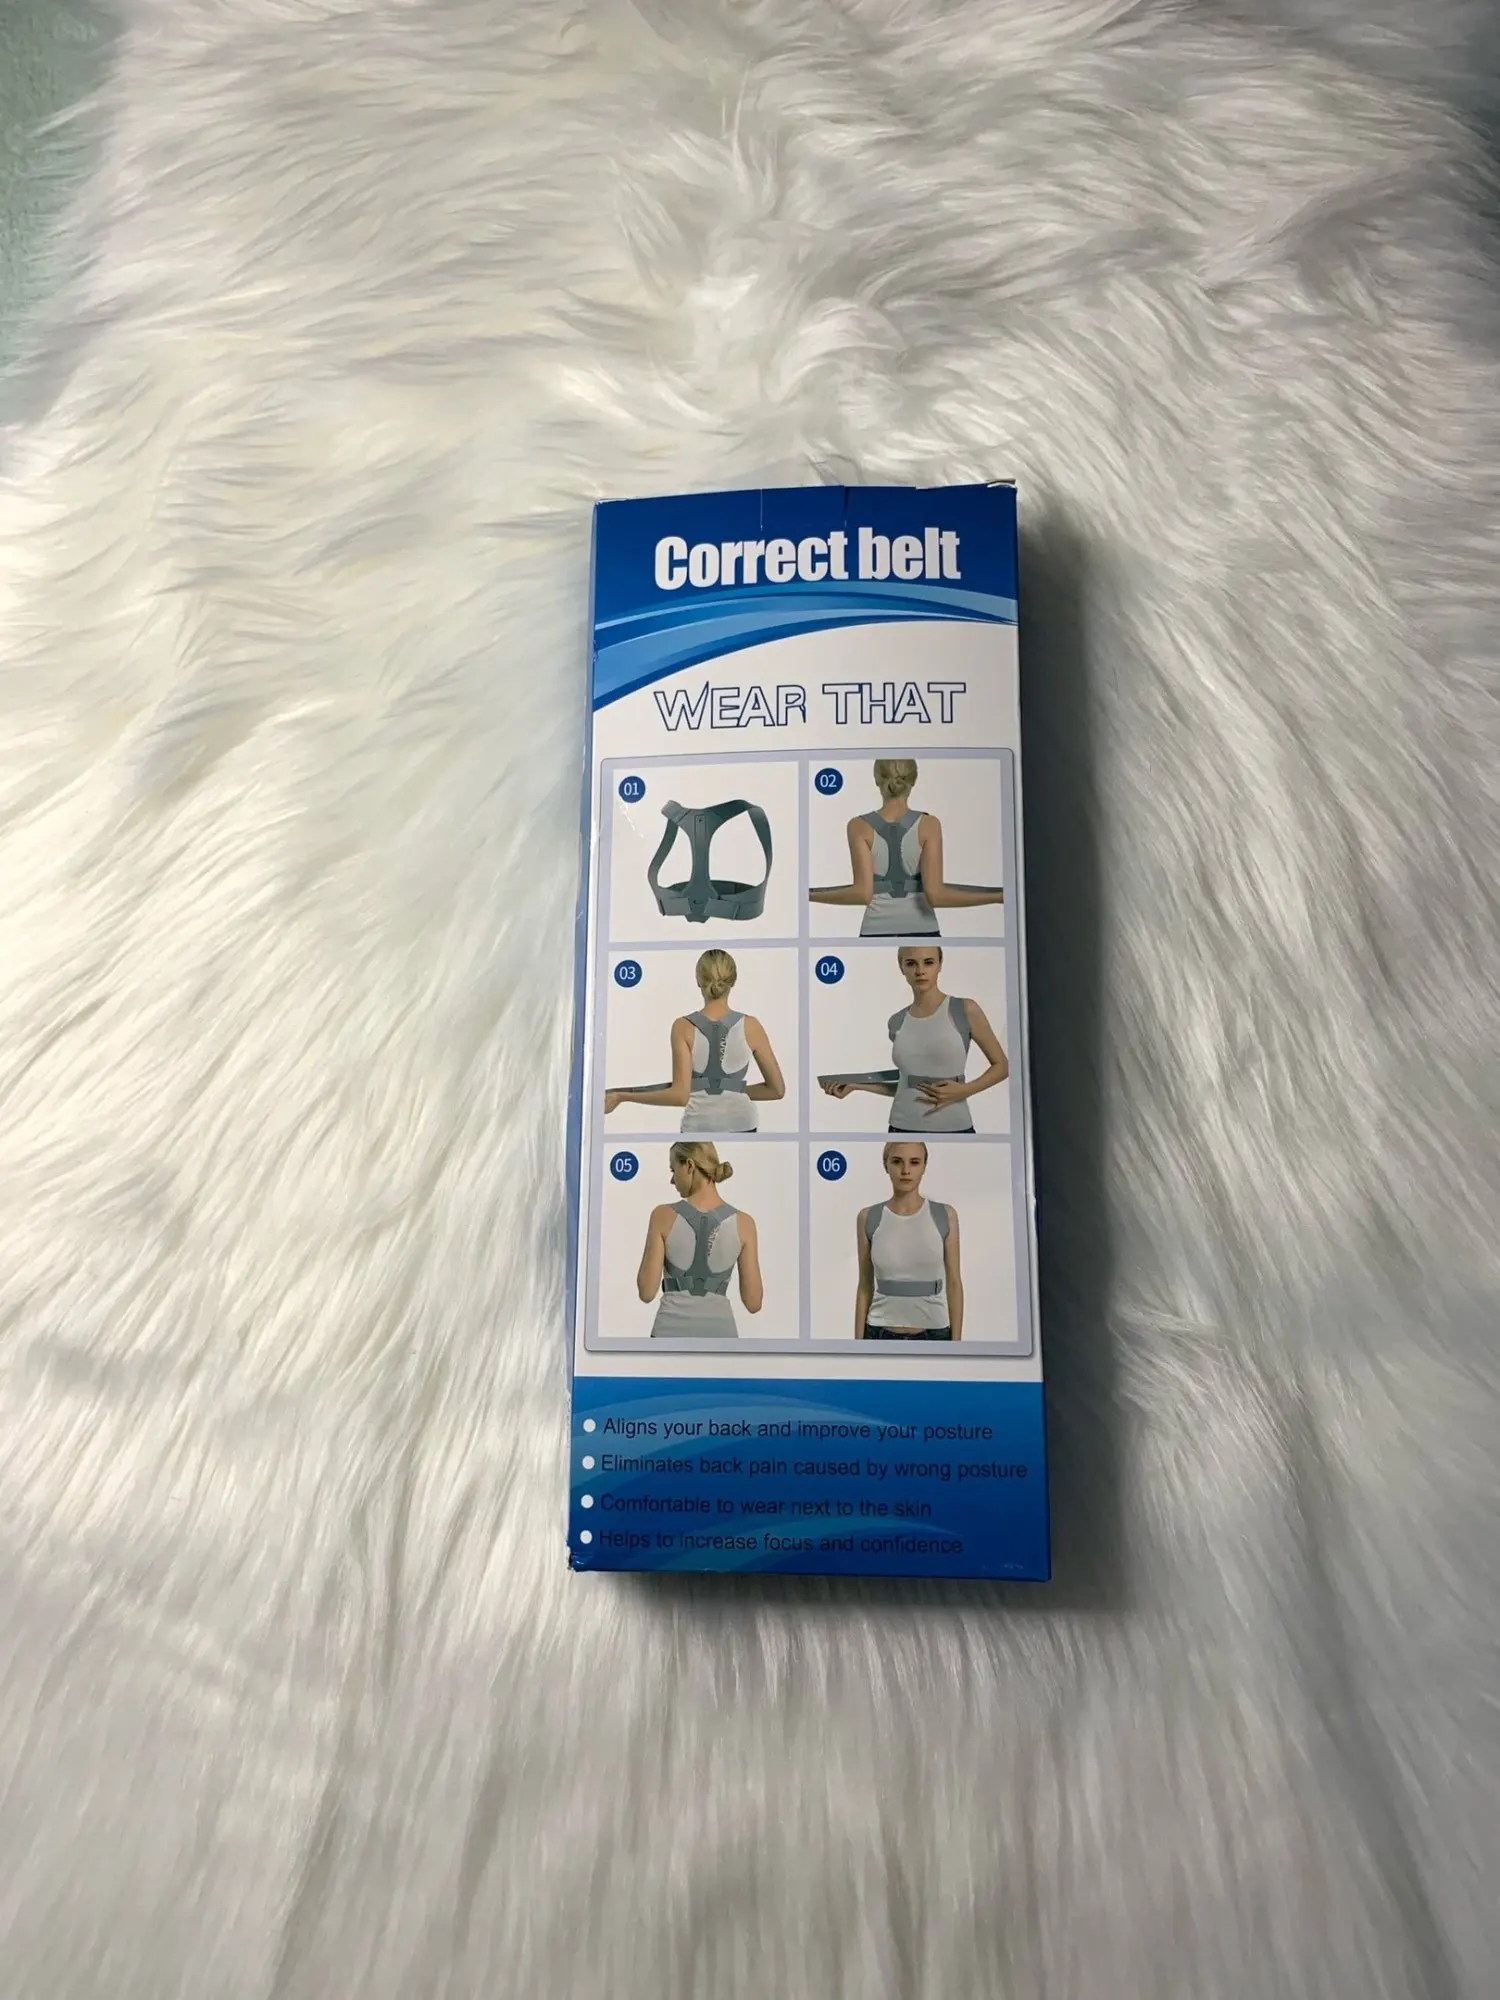 Correct belt
WEAR THAT
01
02
03
04
05
06
Aligns your back and improve your posture
Eliminates back pain caused by wrong posture
Comfortable to wear next to the skin
Helps to increase focus and confidence